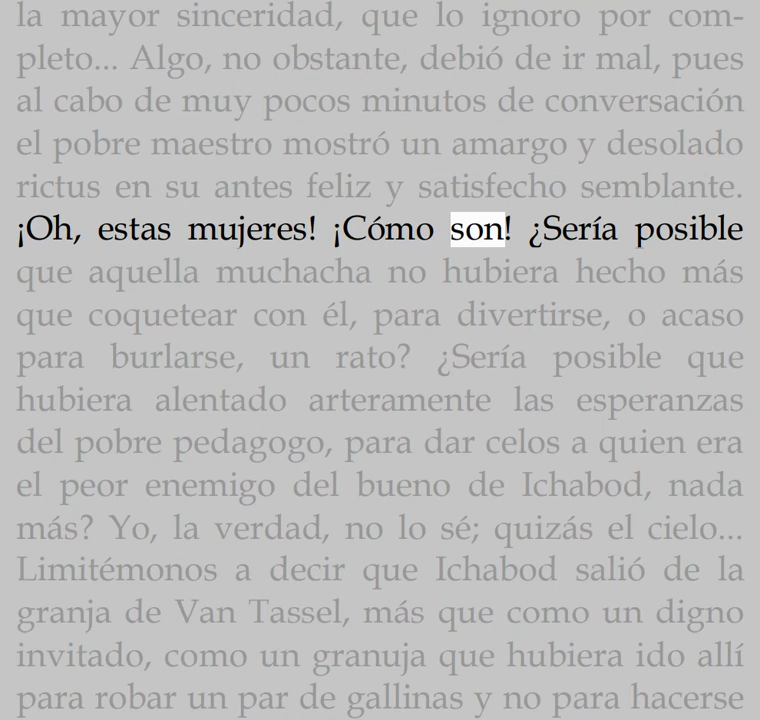 la mayor sinceridad, que lo ignoro por com-
pleto... Algo, no obstante, debió de ir mal, pues
al cabo de muy pocos minutos de conversación
el pobre maestro mostró un amargo y desolado
rictus en su antes feliz y satisfecho semblante.
¡Oh, estas mujeres! ¡Cómo son! ¿Sería posible
que aquella muchacha no hubiera hecho más
que coquetear con él, para divertirse, o acaso
para burlarse, un rato? ¿Sería posible que
hubiera alentado arteramente las esperanzas
del pobre pedagogo, para dar celos a quien era
el peor enemigo del bueno de Ichabod, nada
más? Yo, la verdad, no lo sé; quizás el cielo...
Limitémonos a decir que Ichabod salió de la
granja de Van Tassel, más que como un digno
invitado, como un granuja que hubiera ido allí
para robar un par de gallinas y no para hacerse